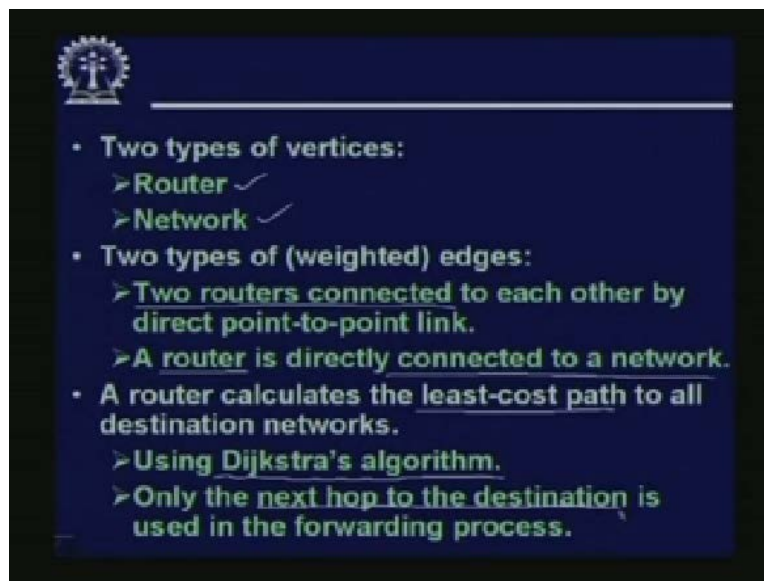 • Two types of vertices:
➢Router ✓
➢Network ✓
• Two types of (weighted) edges:
➢Two routers connected to each other by
direct point-to-point link.
➢A router is directly connected to a network.
• A router calculates the least-cost path to all
destination networks.
➢Using Dijkstra's algorithm.
➢Only the next hop to the destination is
used in the forwarding process.